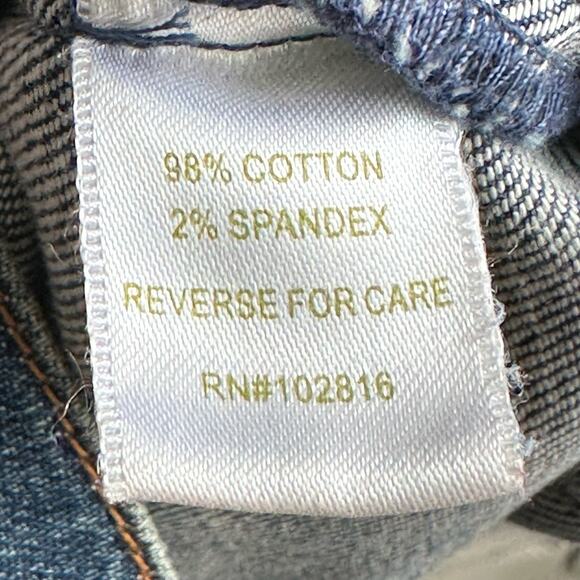 98% COTTON
2% SPANDEX
REVERSE FOR CARE
RN#102816